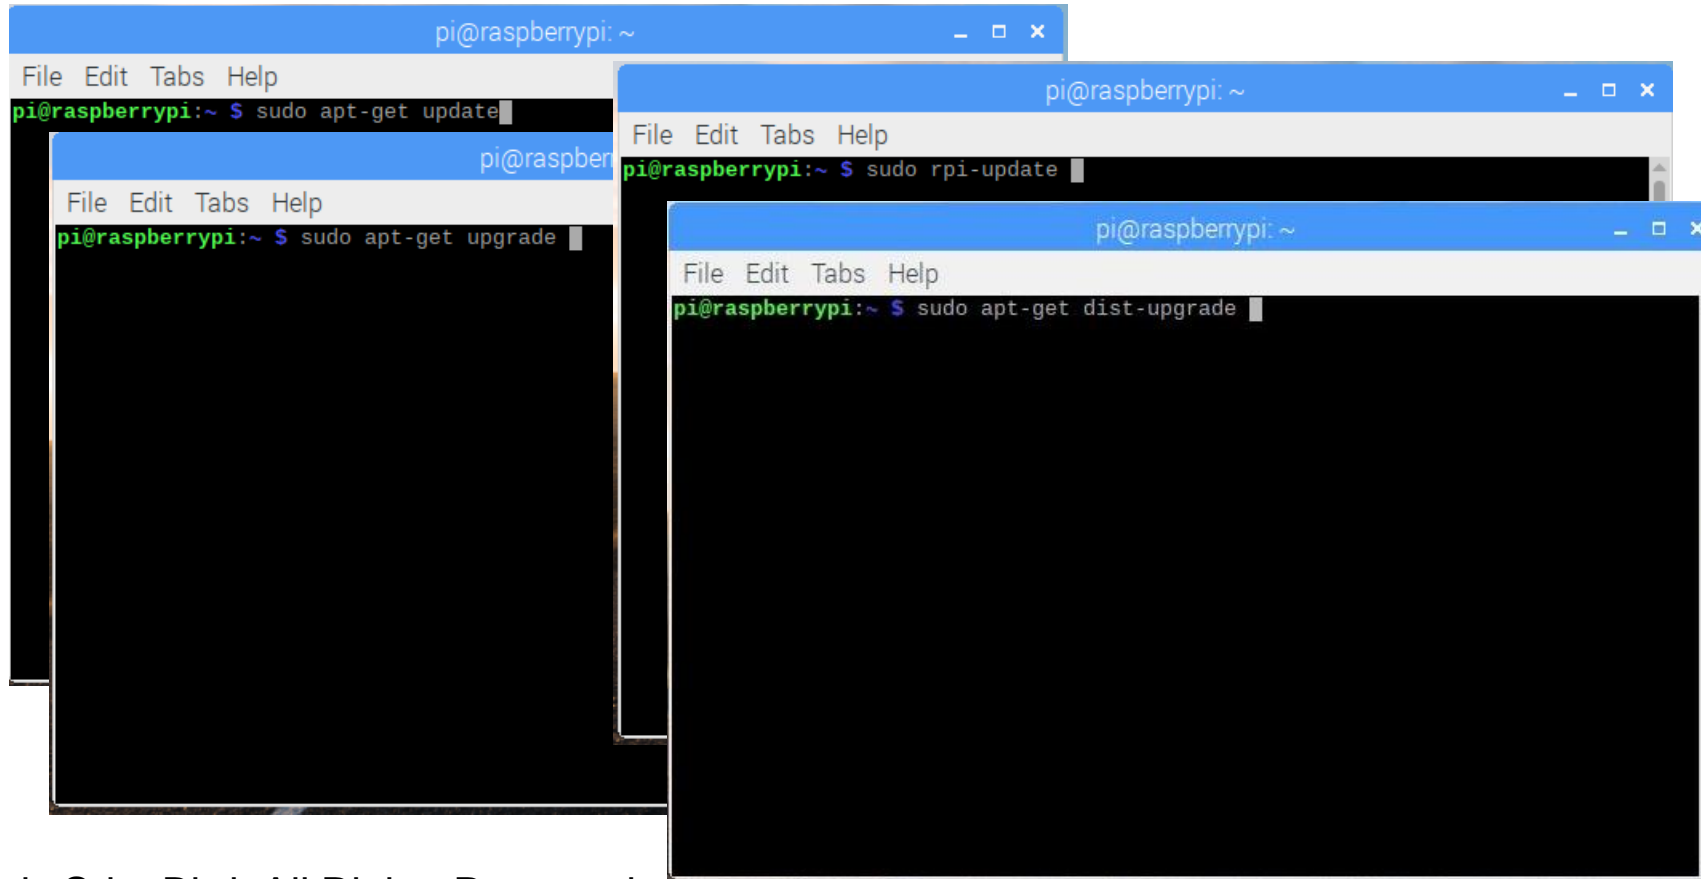 pi@raspberrypi: ~
File Edit Tabs Help
pi@raspberrypi:~ $ sudo apt-get update
File Edit Tabs Help
pi@raspberrypi:~ $ sudo apt-get upgrade
pi@raspberrypi: ~
File Edit Tabs Help
pi@raspberrypi:~ $ sudo rpi-update
pi@raspberrypi: ~
File Edit Tabs Help
pi@raspberrypi:~ $ sudo apt-get dist-upgrade